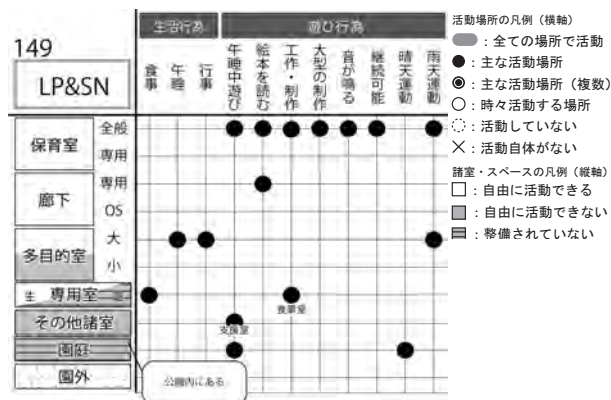 生活行為
遊び行為
149
LP&SN
食事
午睡
行事
午睡中遊び
絵本を読む
工作・制作
大型の制作
音が鳴る
継続可能
晴天運動
雨天運動
保育室
全般
専用
廊下
専用
OS
多目的室
大
小
生 専用室
食事室
その他諸室
支援室
園庭
園外
公園内にある
活動場所の凡例（横軸）
：全ての場所で活動
：主な活動場所
：主な活動場所（複数）
：時々活動する場所
：活動していない
：活動自体がない
諸室・スペースの凡例（縦軸）
：自由に活動できる
：自由に活動できない
：整備されていない